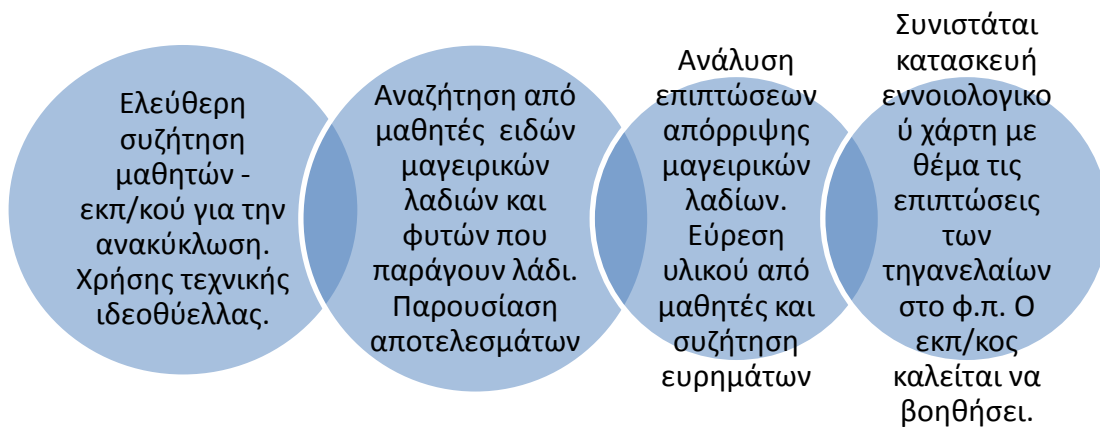 Ελεύθερη
συζήτηση
μαθητών -
εκπ/κού για την
ανακύκλωση.
Χρήσης τεχνικής
ιδεοθύελλας.
Αναζήτηση από
μαθητές ειδών
μαγειρικών
λαδιών και
φυτών που
παράγουν λάδι.
Παρουσίαση
αποτελεσμάτων
Ανάλυση
επιπτώσεων
απόρριψης
μαγειρικών
λαδίων.
Εύρεση
υλικού από
μαθητές και
συζήτηση
ευρημάτων
Συνιστάται
κατασκευή
εννοιολογικο
ύ χάρτη με
θέμα τις
επιπτώσεις
των
τηγανελαίων
στο φ.π. Ο
εκπ/κος
καλείται να
βοηθήσει.